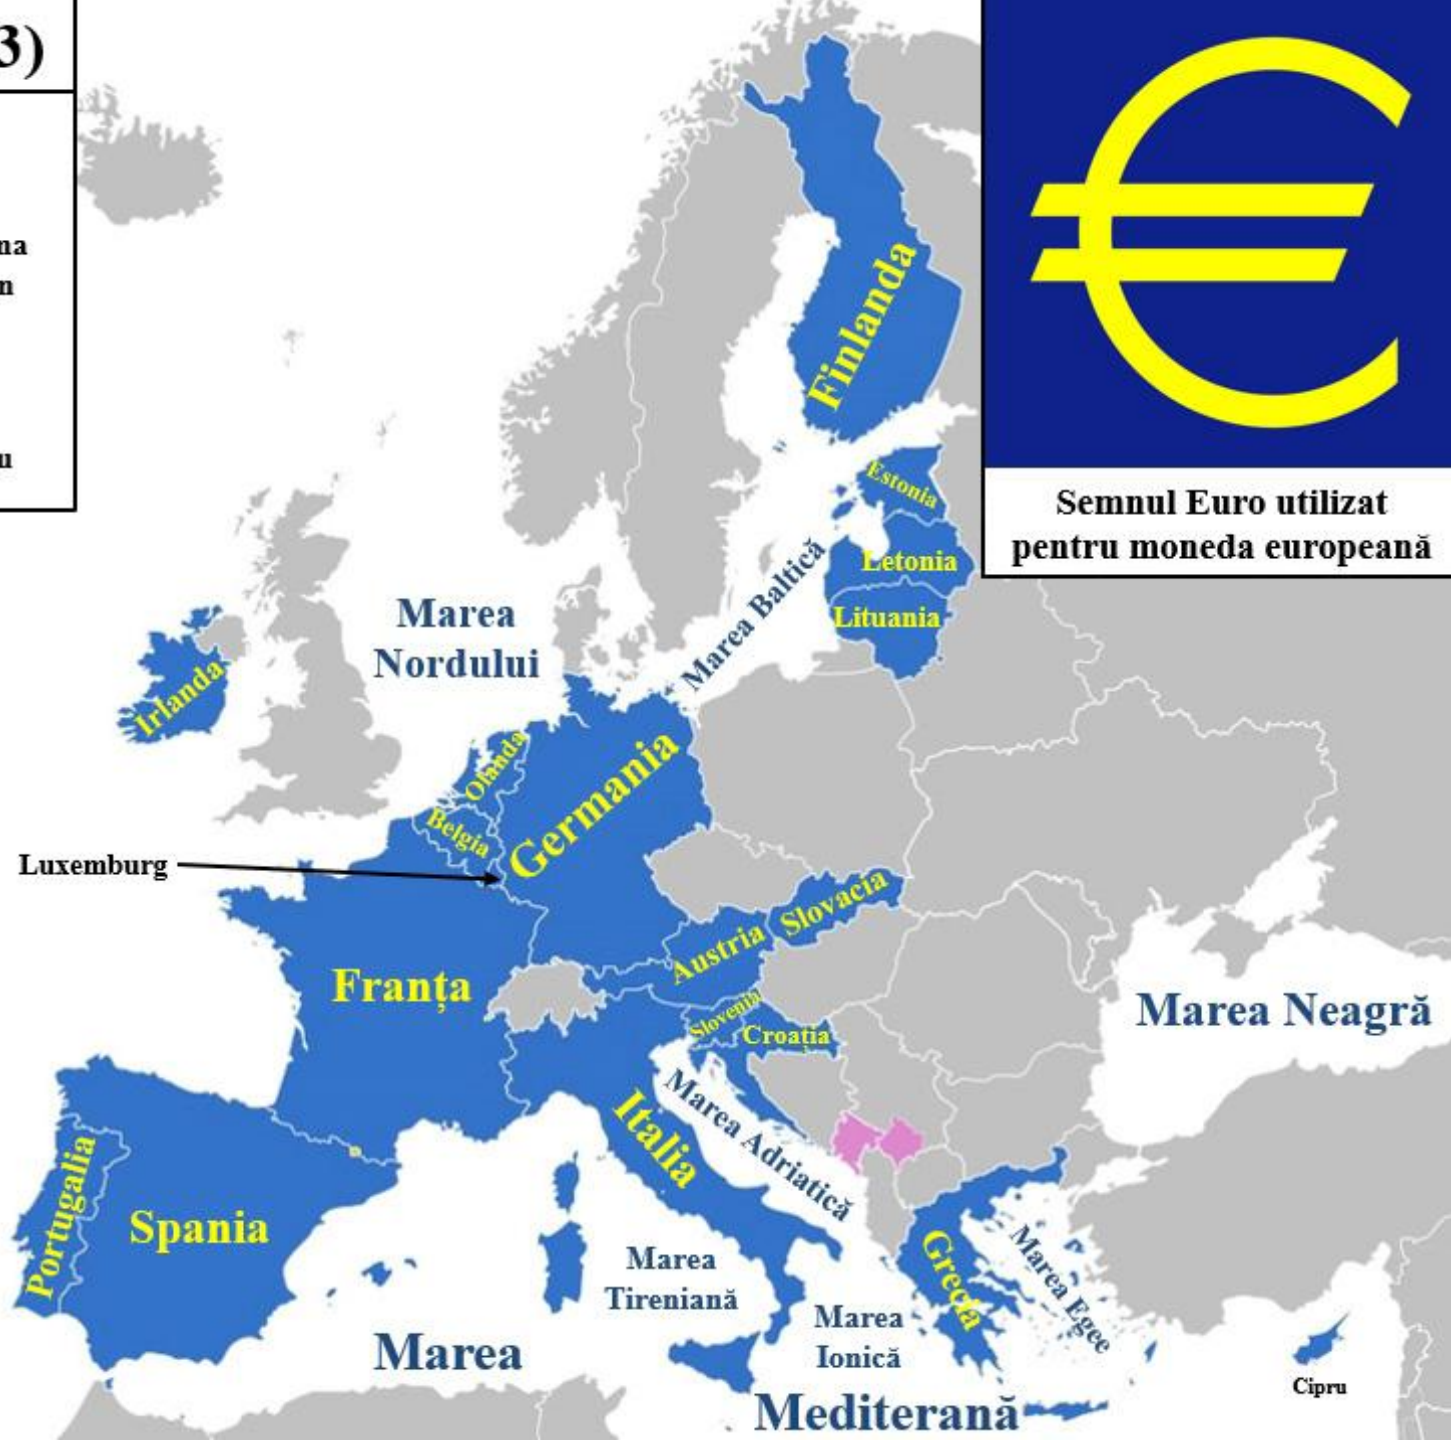 3)
na
n
u
€
Semnul Euro utilizat
pentru moneda europeană
Finlanda
Estonia
Letonia
Lituania
Marea Baltică
Marea
Nordului
Irlanda
Olanda
Belgia
Germania
Luxemburg
Slovacia
Austria
Franța
Slovenia
Croația
Marea Neagră
Marea Adriatică
Italia
Portugalia
Spania
Marea
Tireniană
Grecia
Marea Egee
Marea
Ionică
Marea
Mediterană
Cipru